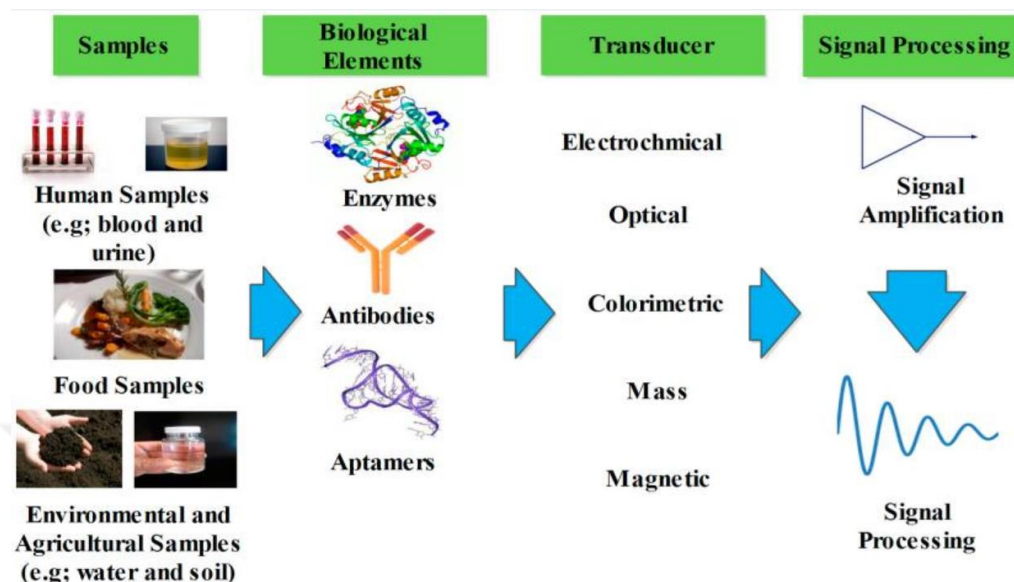 Samples
Biological
Elements
Transducer
Signal Processing
Human Samples
(e.g; blood and
urine)
Food Samples
Environmental and
Agricultural Samples
(e.g; water and soil)
Enzymes
Antibodies
Aptamers
Electrochmical
Optical
Colorimetric
Mass
Magnetic
Signal
Amplification
Signal
Processing